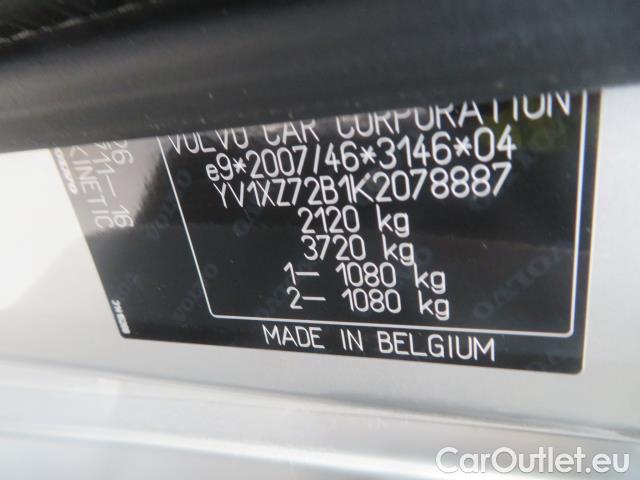 VOLVO CAR CORPORATION
e9*2007/46*3146*04
YV1XZ72B1K2078887
2120 kg
3720 kg
1– 1080 kg
2– 1080 kg
MADE IN BELGIUM
KINETIC
VOLVO
CarOutlet.eu